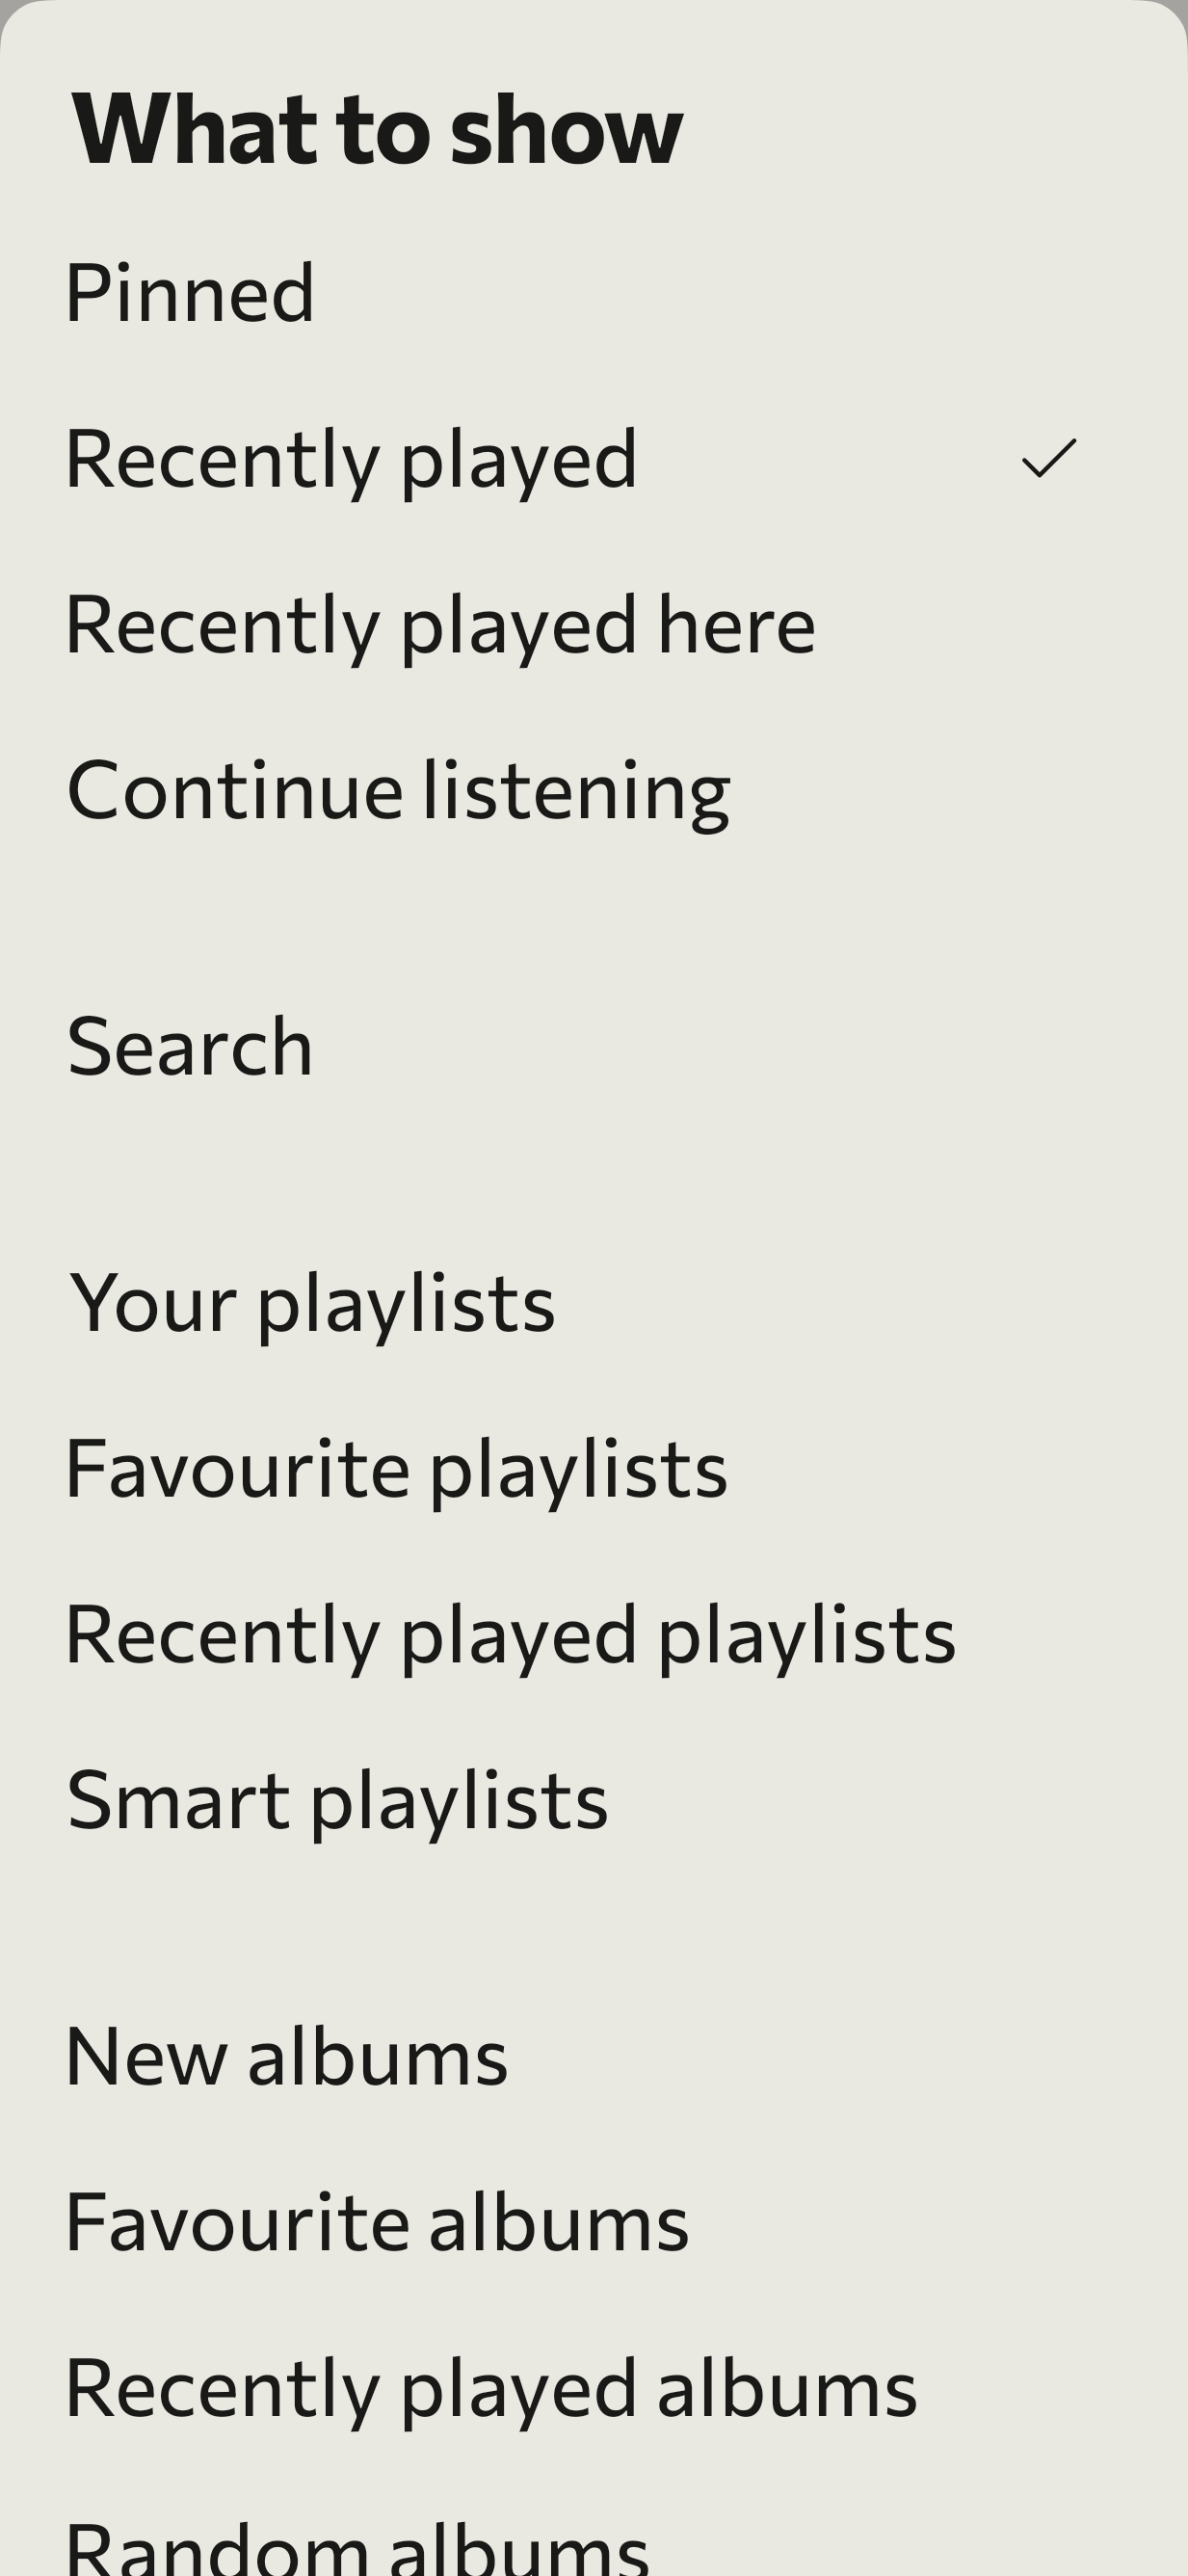 What to show
Pinned
Recently played
Recently played here
Continue listening
Search
Your playlists
Favourite playlists
Recently played playlists
Smart playlists
New albums
Favourite albums
Recently played albums
Random albums